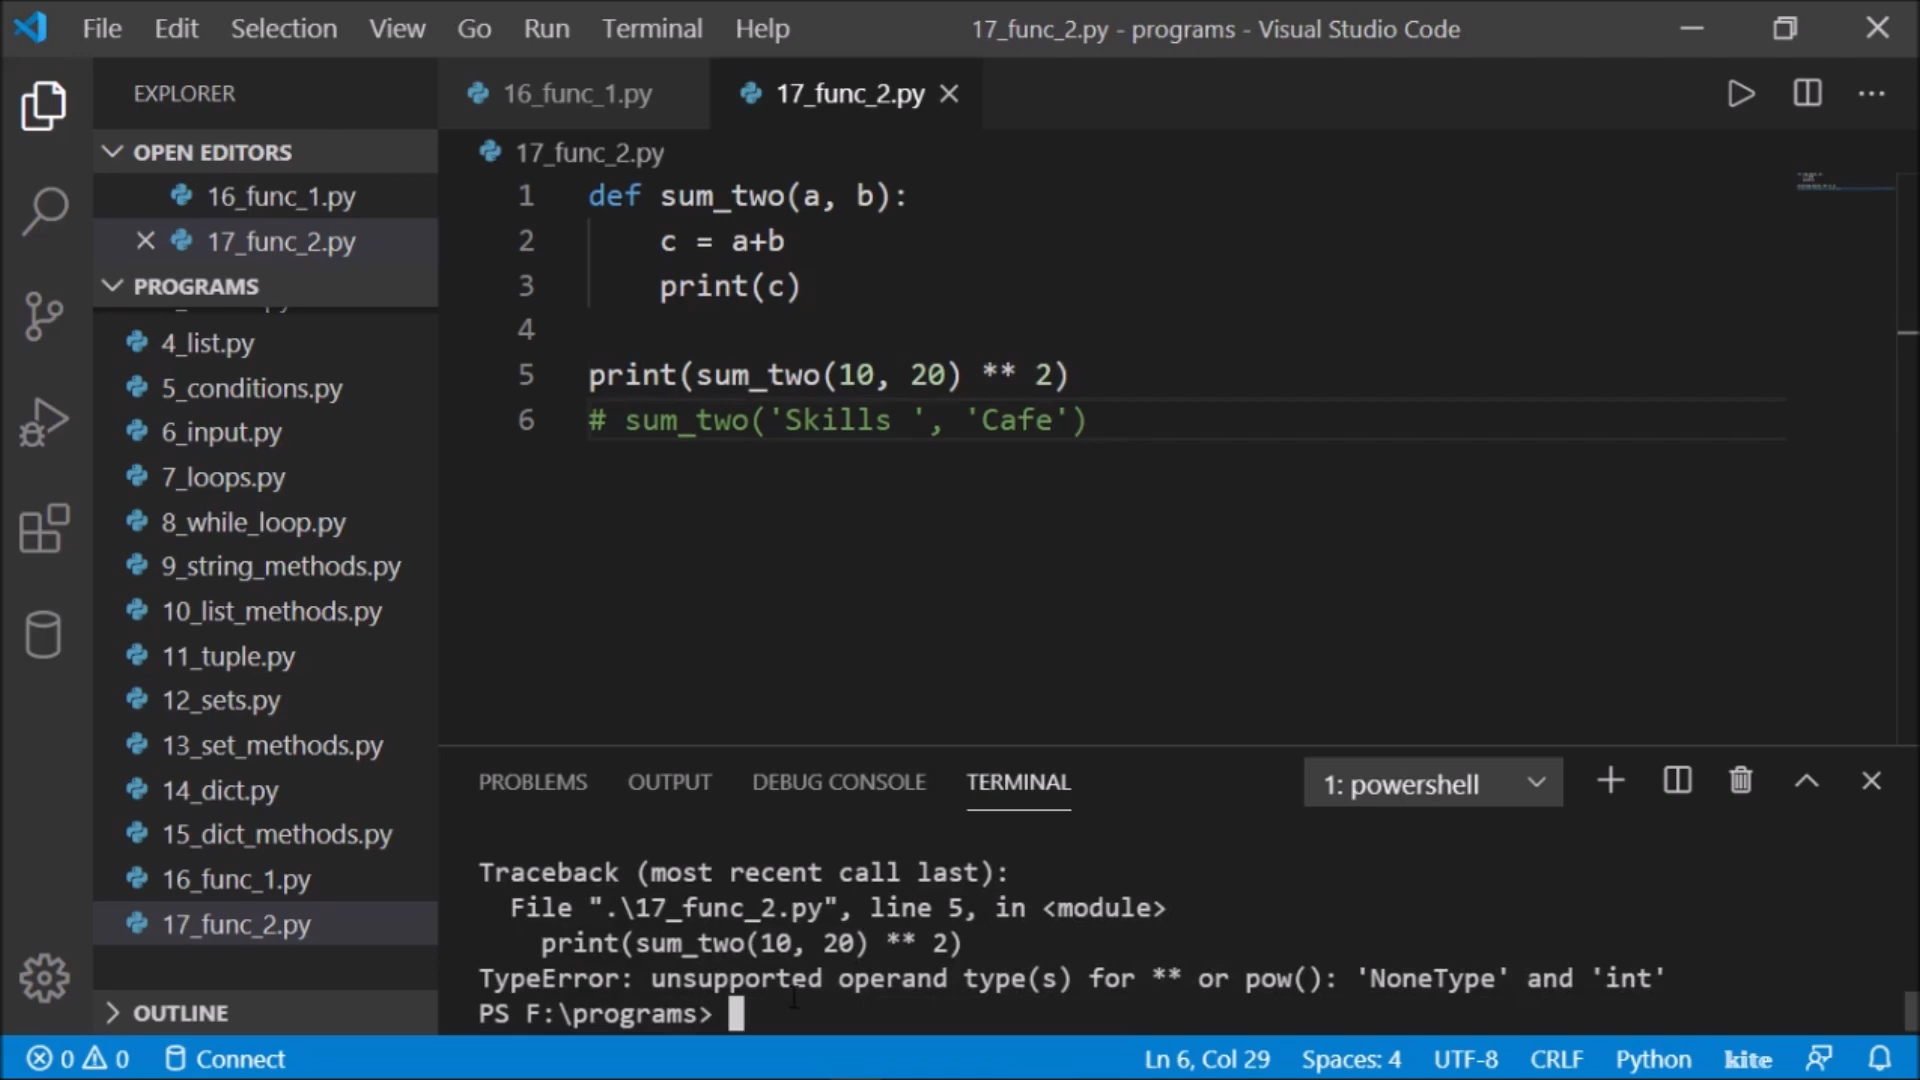 File Edit Selection View Go Run Terminal Help 17_func_2.py - programs - Visual Studio Code
EXPLORER
OPEN EDITORS
16_func_1.py
17_func_2.py
PROGRAMS
4_list.py
5_conditions.py
6_input.py
7_loops.py
8_while_loop.py
9_string_methods.py
10_list_methods.py
11_tuple.py
12_sets.py
13_set_methods.py
14_dict.py
15_dict_methods.py
16_func_1.py
17_func_2.py
OUTLINE
16_func_1.py 17_func_2.py
17_func_2.py
1 def sum_two(a, b):
2 c = a+b
3 print(c)
4
5 print(sum_two(10, 20) ** 2)
6 # sum_two('Skills ', 'Cafe')
PROBLEMS OUTPUT DEBUG CONSOLE TERMINAL 1: powershell
Traceback (most recent call last):
File ".\17_func_2.py", line 5, in <module>
print(sum_two(10, 20) ** 2)
TypeError: unsupported operand type(s) for ** or pow(): 'NoneType' and 'int'
PS F:\programs>
0 0 Connect Ln 6, Col 29 Spaces: 4 UTF-8 CRLF Python kite